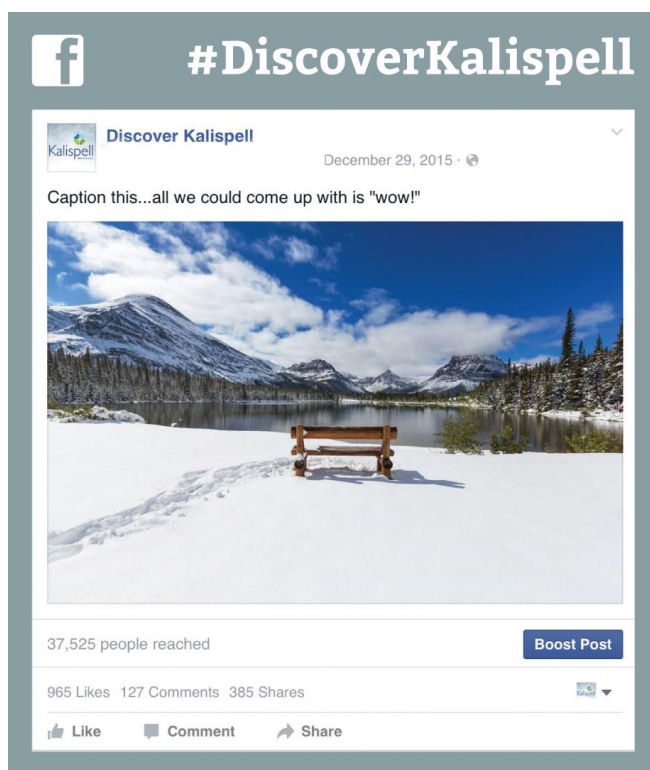 f #DiscoverKalispell
Kalispell
Discover Kalispell
December 29, 2015 ·
Caption this...all we could come up with is "wow!"
37,525 people reached
Boost Post
965 Likes 127 Comments 385 Shares
Kalispell
Like Comment Share